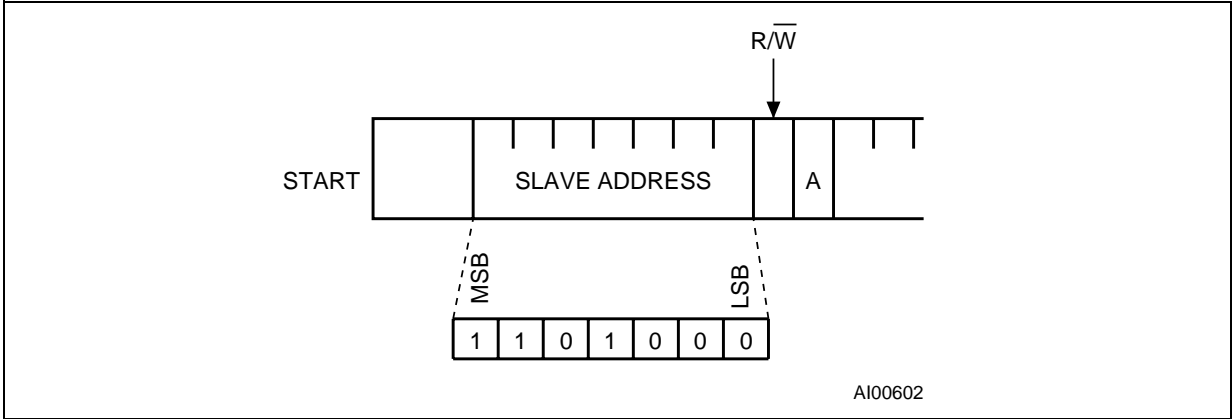 R/W̅
START
SLAVE ADDRESS
A
MSB
LSB
1 1 0 1 0 0 0
AI00602